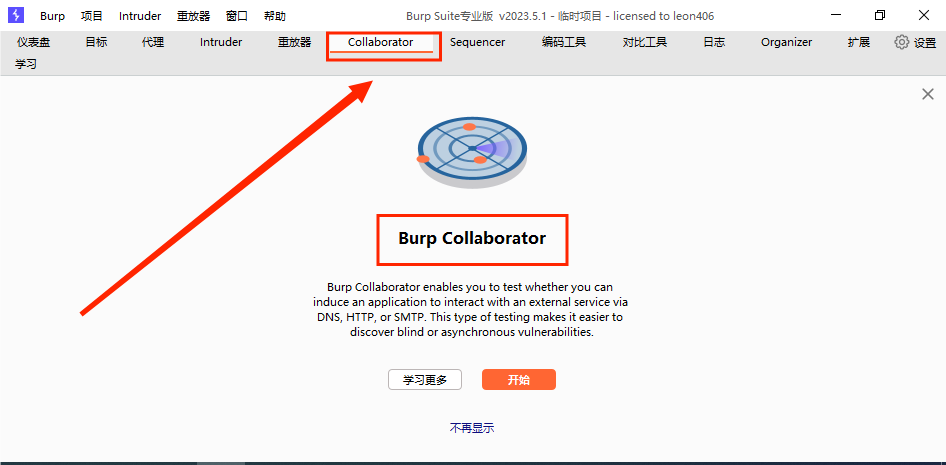 Burp 项目 Intruder 重放器 窗口 帮助 Burp Suite专业版 v2023.5.1 - 临时项目 - licensed to leon406
仪表盘 目标 代理 Intruder 重放器 Collaborator Sequencer 编码工具 对比工具 日志 Organizer 扩展 设置
学习
Burp Collaborator
Burp Collaborator enables you to test whether you can
induce an application to interact with an external service via
DNS, HTTP, or SMTP. This type of testing makes it easier to
discover blind or asynchronous vulnerabilities.
学习更多 开始
不再显示